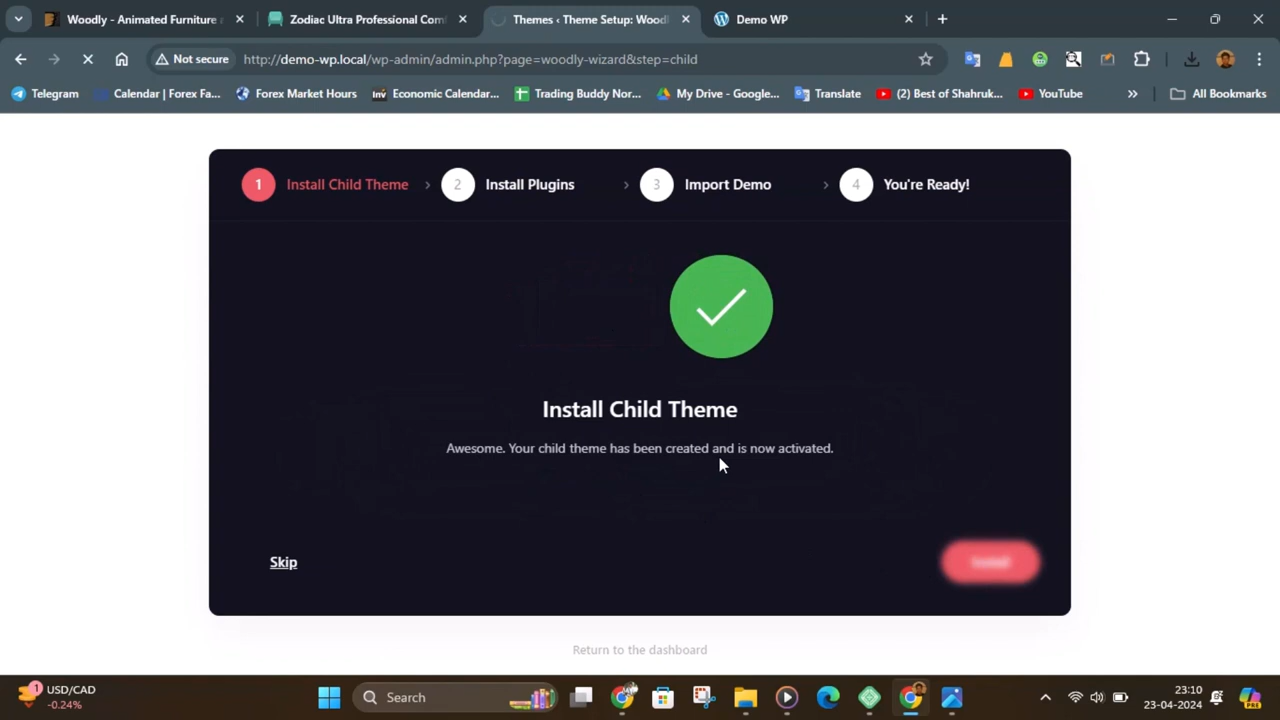 Woodly - Animated Furniture
Zodiac Ultra Professional Com
Themes ‹ Theme Setup: Wood
Demo WP
Not secure
http://demo-wp.local/wp-admin/admin.php?page=woodly-wizard&step=child
Telegram
Calendar | Forex Fa...
Forex Market Hours
Economic Calendar...
Trading Buddy Nor...
My Drive - Google...
Translate
(2) Best of Shahruk...
YouTube
All Bookmarks
1 Install Child Theme
2 Install Plugins
3 Import Demo
4 You're Ready!
Install Child Theme
Awesome. Your child theme has been created and is now activated.
Skip
Install
Return to the dashboard
1
USD/CAD
-0.24%
Search
23:10
23-04-2024
PRE